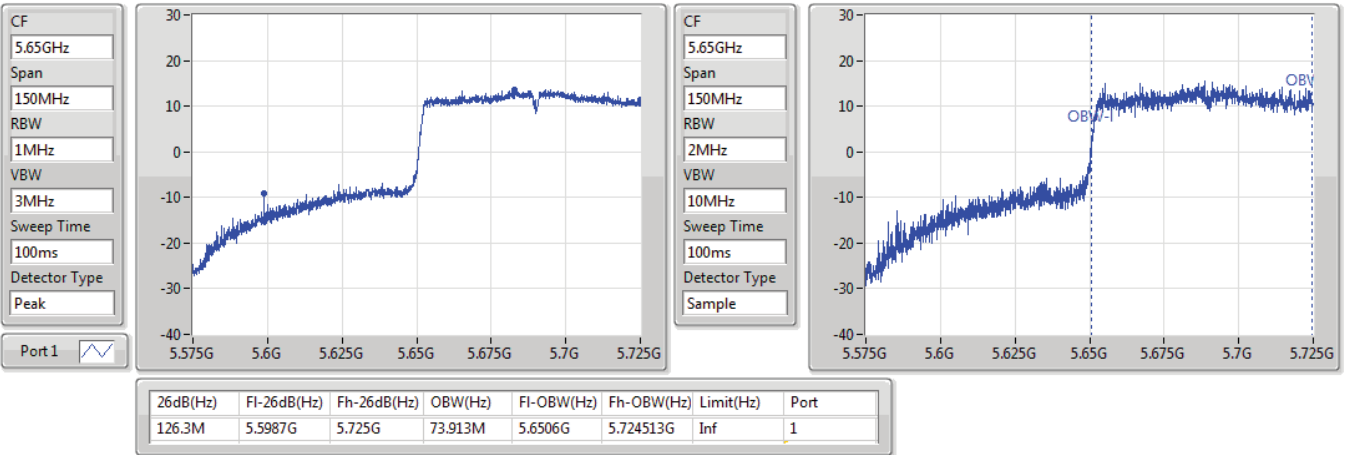 CF
5.65GHz
Span
150MHz
RBW
1MHz
VBW
3MHz
Sweep Time
100ms
Detector Type
Peak
Port 1
30
20
10
0
-10
-20
-30
-40
5.575G 5.6G 5.625G 5.65G 5.675G 5.7G 5.725G
CF
5.65GHz
Span
150MHz
RBW
2MHz
VBW
10MHz
Sweep Time
100ms
Detector Type
Sample
30
20
10
0
-10
-20
-30
-40
OBW-l
OBW
5.575G 5.6G 5.625G 5.65G 5.675G 5.7G 5.725G
26dB(Hz) Fl-26dB(Hz) Fh-26dB(Hz) OBW(Hz) Fl-OBW(Hz) Fh-OBW(Hz) Limit(Hz) Port
126.3M 5.5987G 5.725G 73.913M 5.6506G 5.724513G Inf 1